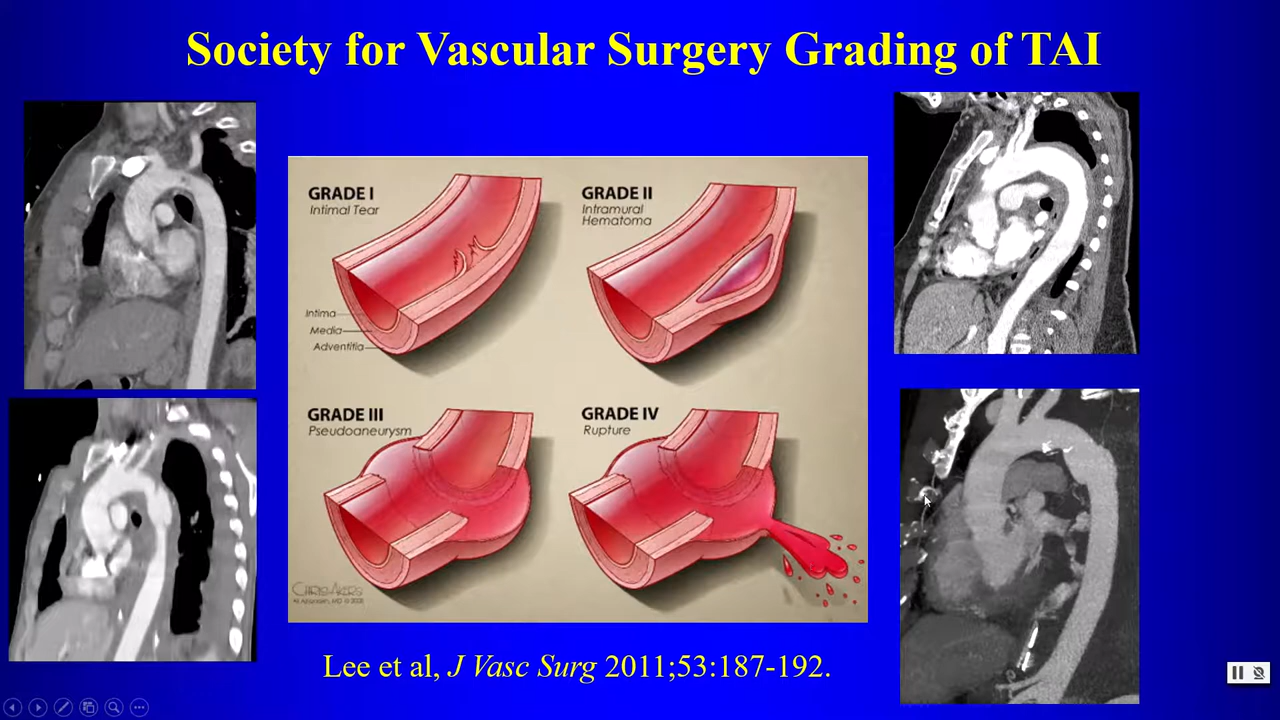 Society for Vascular Surgery Grading of TAI
GRADE I
Intimal Tear
Intima
Media
Adventitia
GRADE II
Intramural
Hematoma
GRADE III
Pseudoaneurysm
GRADE IV
Rupture
Lee et al, J Vasc Surg 2011;53:187-192.